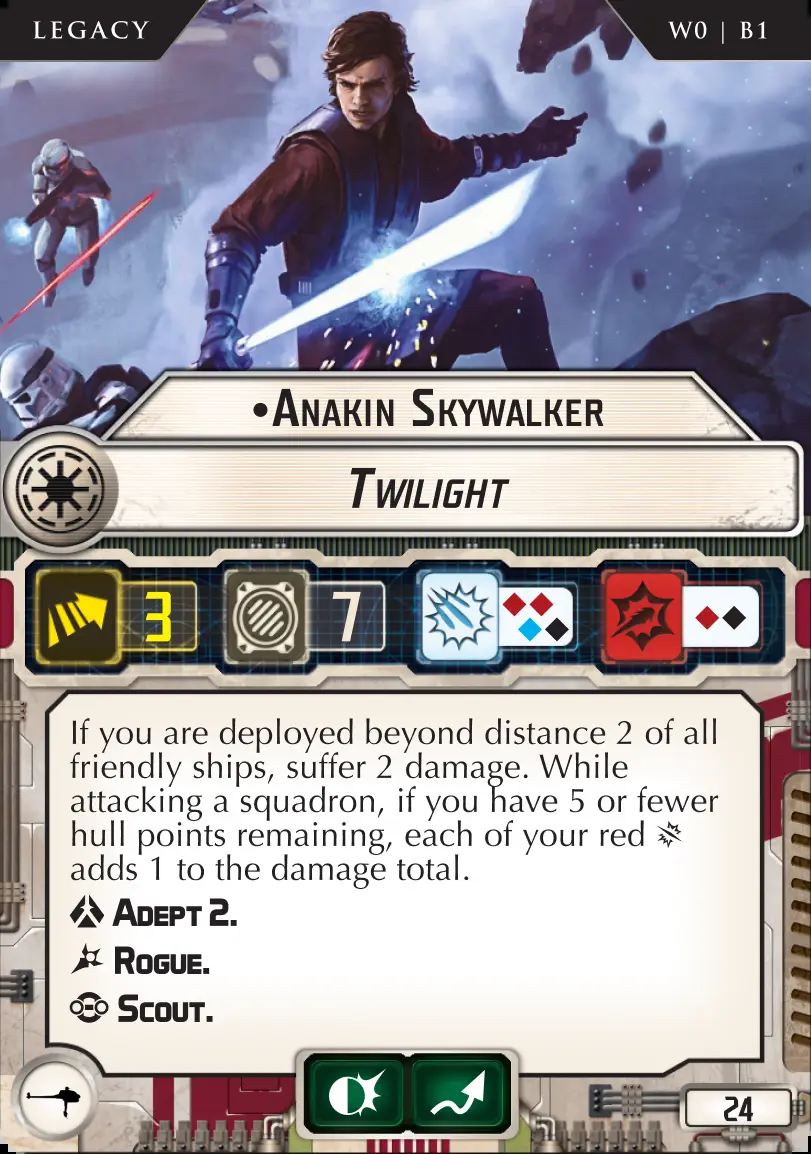 LEGACY
W0 | B1
•Anakin Skywalker
Twilight
3
7
If you are deployed beyond distance 2 of all
friendly ships, suffer 2 damage. While
attacking a squadron, if you have 5 or fewer
hull points remaining, each of your red
adds 1 to the damage total.
Adept 2.
Rogue.
Scout.
24